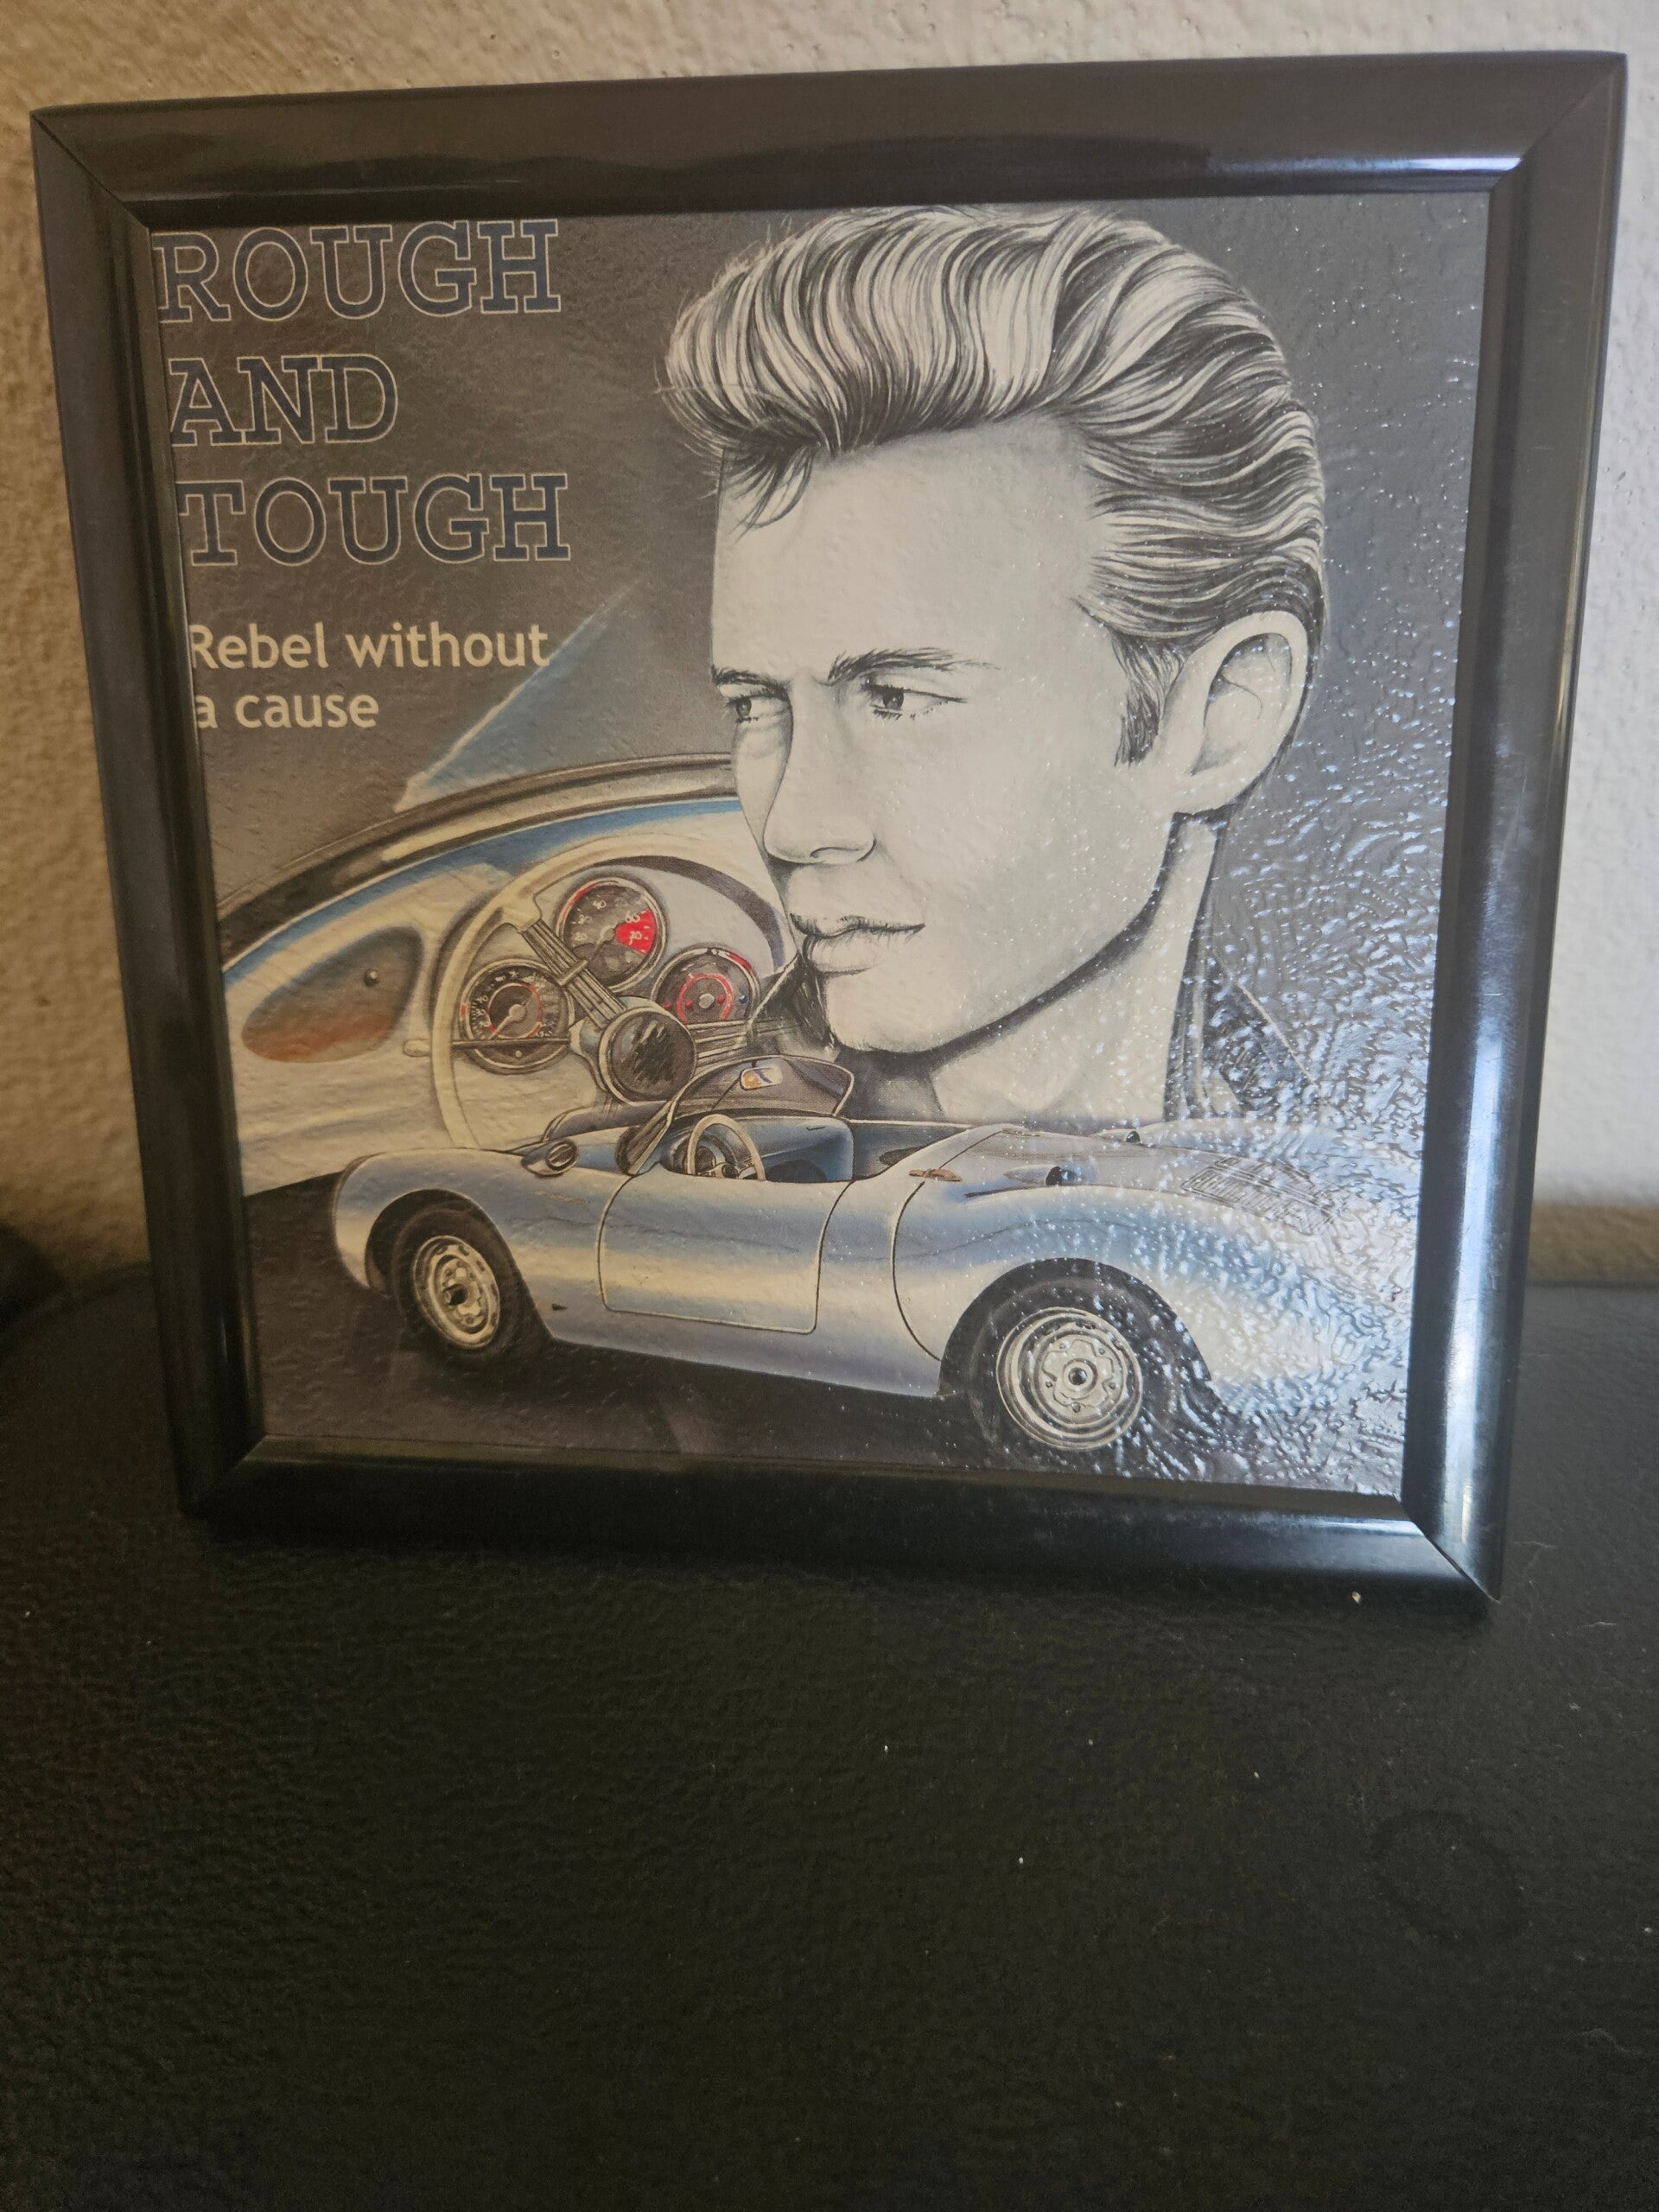 ROUGH
AND
TOUGH
Rebel without
a cause